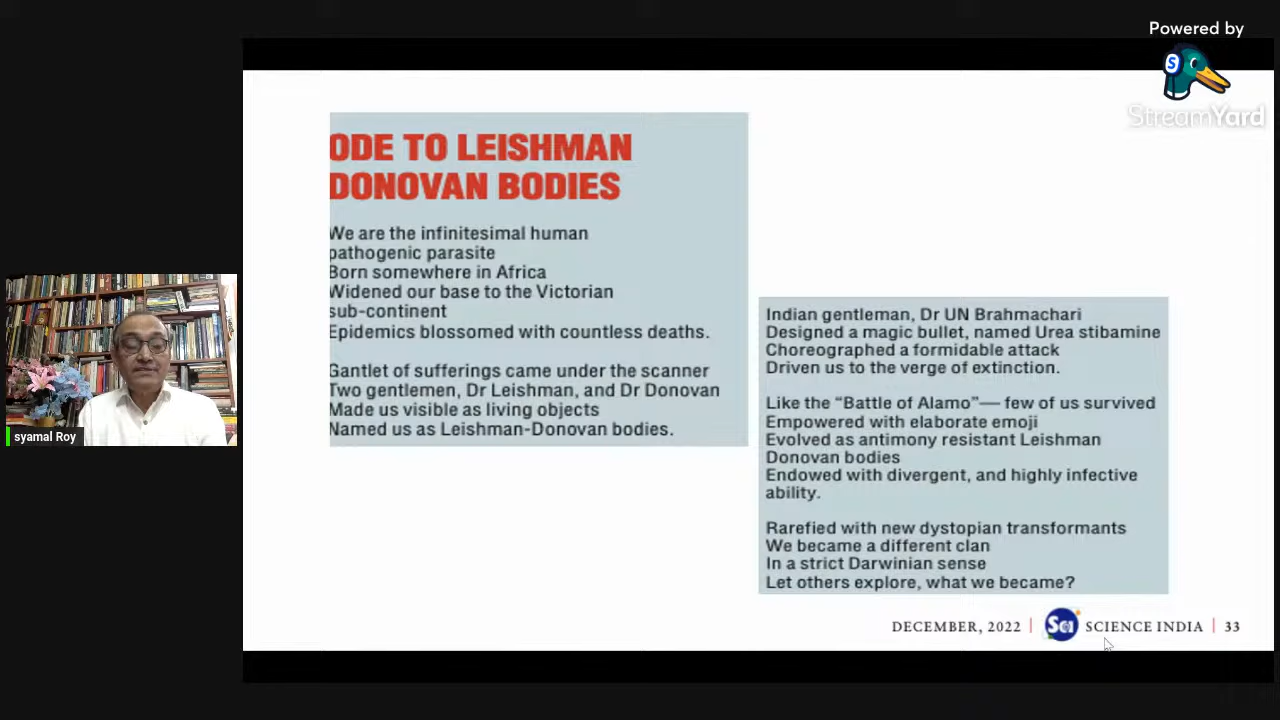 Powered by
StreamYard
ODE TO LEISHMAN
DONOVAN BODIES
We are the infinitesimal human
pathogenic parasite
Born somewhere in Africa
Widened our base to the Victorian
sub-continent
Epidemics blossomed with countless deaths.
Gantlet of sufferings came under the scanner
Two gentlemen, Dr Leishman, and Dr Donovan
Made us visible as living objects
Named us as Leishman-Donovan bodies.
Indian gentleman, Dr UN Brahmachari
Designed a magic bullet, named Urea stibamine
Choreographed a formidable attack
Driven us to the verge of extinction.
Like the “Battle of Alamo”— few of us survived
Empowered with elaborate emoji
Evolved as antimony resistant Leishman
Donovan bodies
Endowed with divergent, and highly infective
ability.
Rarefied with new dystopian transformants
We became a different clan
In a strict Darwinian sense
Let others explore, what we became?
DECEMBER, 2022 | SCI SCIENCE INDIA | 33
syamal Roy